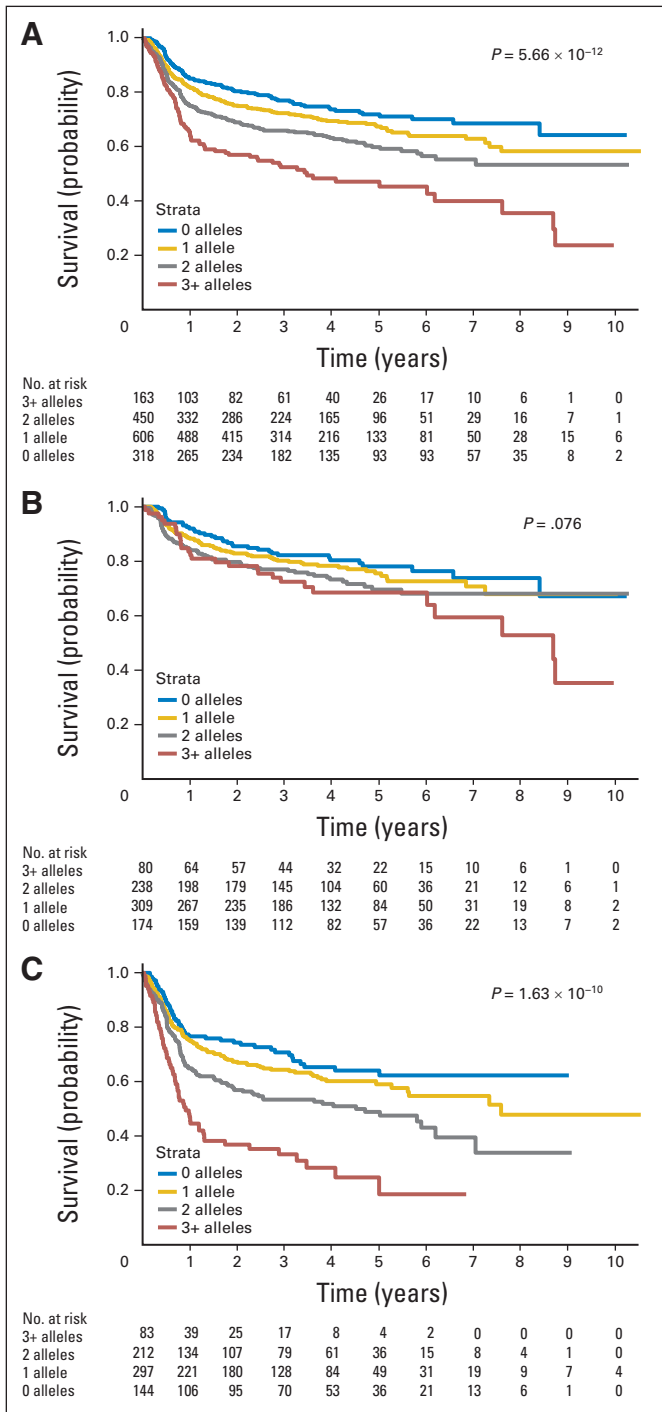 A
1.0
0.8
0.6
0.4
0.2
0
Survival (probability)
P = 5.66 × 10−12
Strata
0 alleles
1 allele
2 alleles
3+ alleles
1 2 3 4 5 6 7 8 9 10
Time (years)
No. at risk
3+ alleles 163 103 82 61 40 26 17 10 6 1 0
2 alleles 450 332 286 224 165 96 51 29 16 7 1
1 allele 606 488 415 314 216 133 81 50 28 15 6
0 alleles 318 265 234 182 135 93 93 57 35 8 2
B
1.0
0.8
0.6
0.4
0.2
0
Survival (probability)
P = .076
Strata
0 alleles
1 allele
2 alleles
3+ alleles
1 2 3 4 5 6 7 8 9 10
Time (years)
No. at risk
3+ alleles 80 64 57 44 32 22 15 10 6 1 0
2 alleles 238 198 179 145 104 60 36 21 12 6 1
1 allele 309 267 235 186 132 84 50 31 19 8 2
0 alleles 174 159 139 112 82 57 36 22 13 7 2
C
1.0
0.8
0.6
0.4
0.2
0
Survival (probability)
P = 1.63 × 10−10
Strata
0 alleles
1 allele
2 alleles
3+ alleles
1 2 3 4 5 6 7 8 9 10
Time (years)
No. at risk
3+ alleles 83 39 25 17 8 4 2 0 0 0 0
2 alleles 212 134 107 79 61 36 15 8 4 1 0
1 allele 297 221 180 128 84 49 31 19 9 7 4
0 alleles 144 106 95 70 53 36 21 13 6 1 0